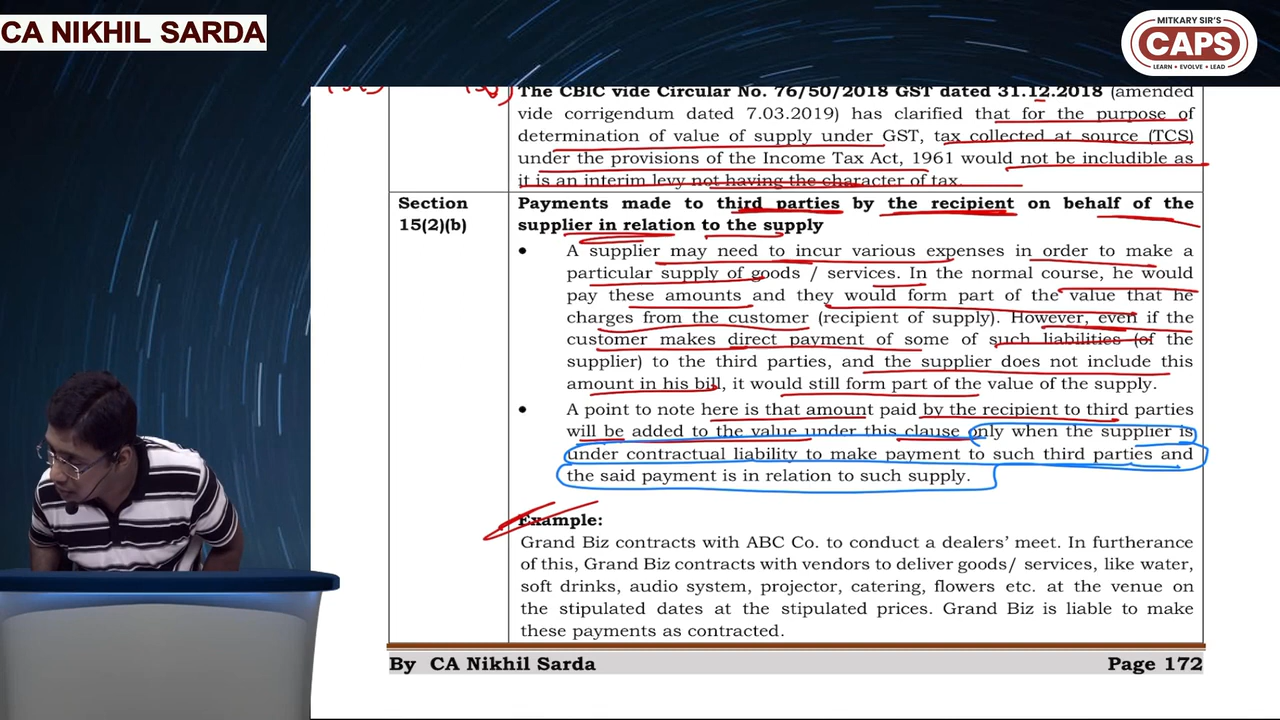 CA NIKHIL SARDA
MITKARY SIR'S
CAPS
LEARN • EVOLVE • LEAD
The CBIC vide Circular No. 76/50/2018 GST dated 31.12.2018 (amended
vide corrigendum dated 7.03.2019) has clarified that for the purpose of
determination of value of supply under GST, tax collected at source (TCS)
under the provisions of the Income Tax Act, 1961 would not be includible as
it is an interim levy not having the character of tax.
Section
15(2)(b)
Payments made to third parties by the recipient on behalf of the
supplier in relation to the supply
• A supplier may need to incur various expenses in order to make a
particular supply of goods / services. In the normal course, he would
pay these amounts and they would form part of the value that he
charges from the customer (recipient of supply). However, even if the
customer makes direct payment of some of such liabilities (of the
supplier) to the third parties, and the supplier does not include this
amount in his bill, it would still form part of the value of the supply.
• A point to note here is that amount paid by the recipient to third parties
will be added to the value under this clause only when the supplier is
under contractual liability to make payment to such third parties and
the said payment is in relation to such supply.
Example:
Grand Biz contracts with ABC Co. to conduct a dealers' meet. In furtherance
of this, Grand Biz contracts with vendors to deliver goods/ services, like water,
soft drinks, audio system, projector, catering, flowers etc. at the venue on
the stipulated dates at the stipulated prices. Grand Biz is liable to make
these payments as contracted.
By CA Nikhil Sarda
Page 172